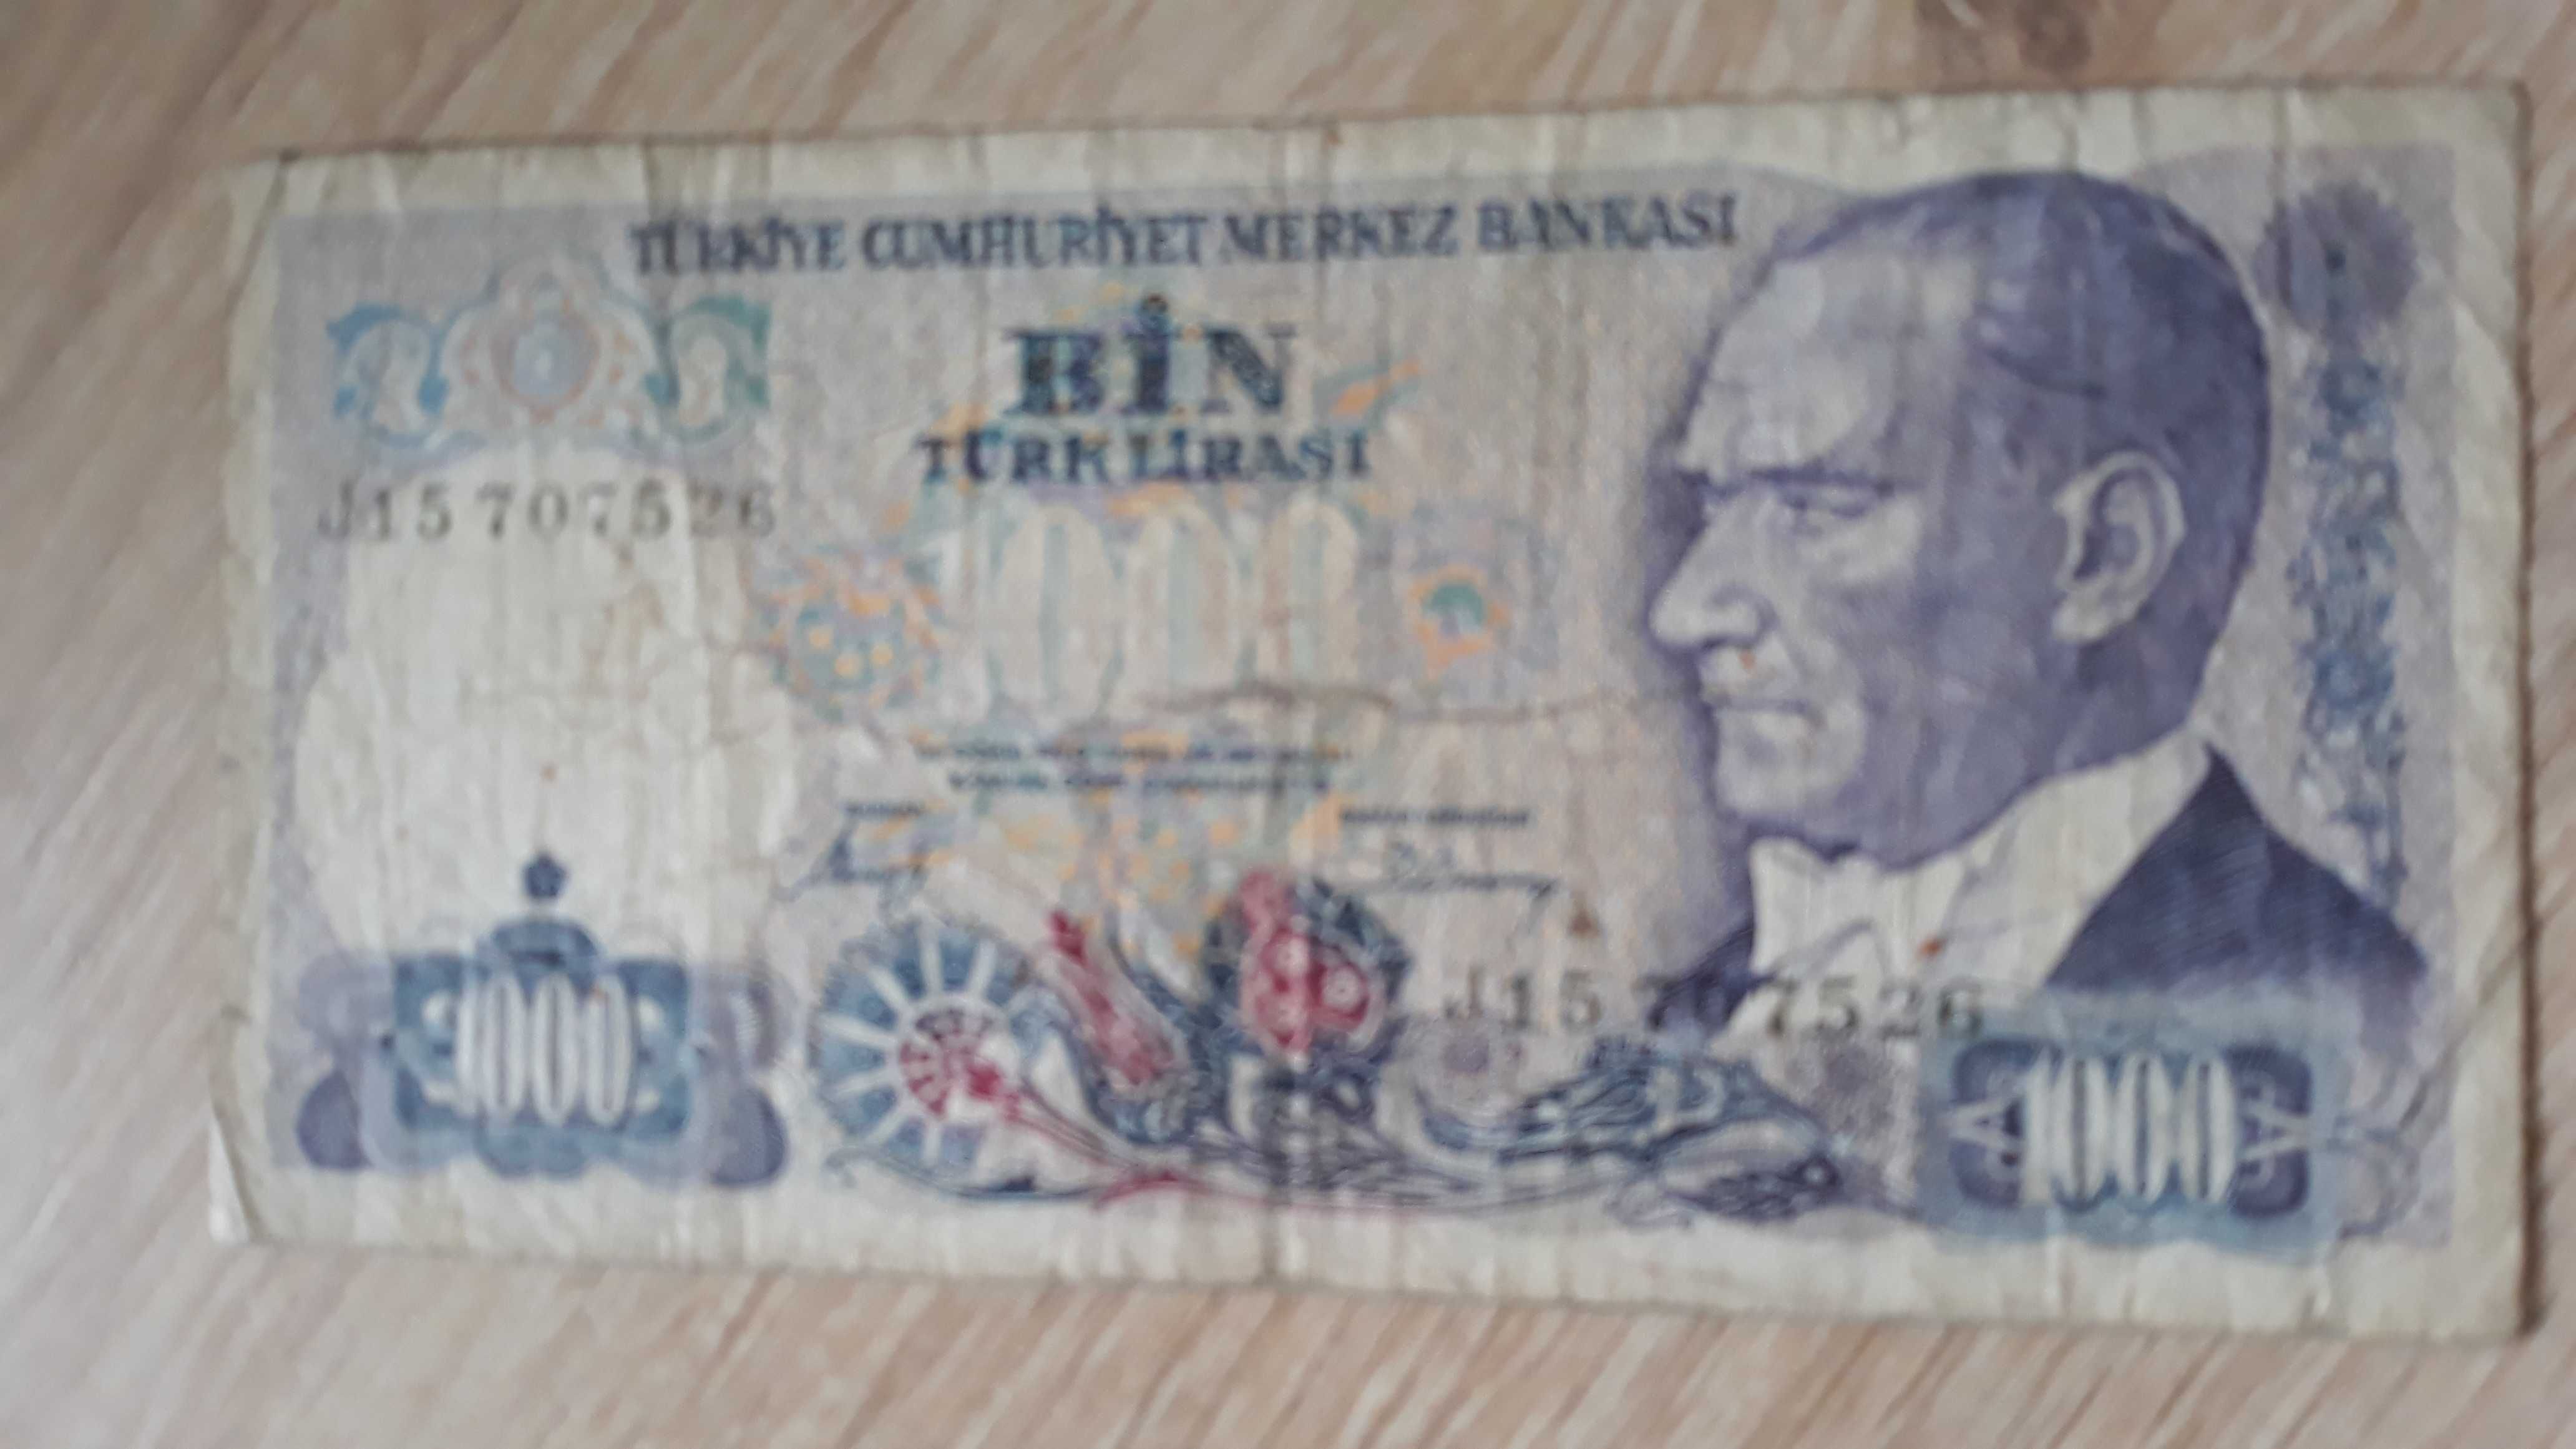 TÜRKİYE CUMHURİYET MERKEZ BANKASI
BİN
TÜRK LİRASI
J15 707526
1000
J15 707526
1000
1000